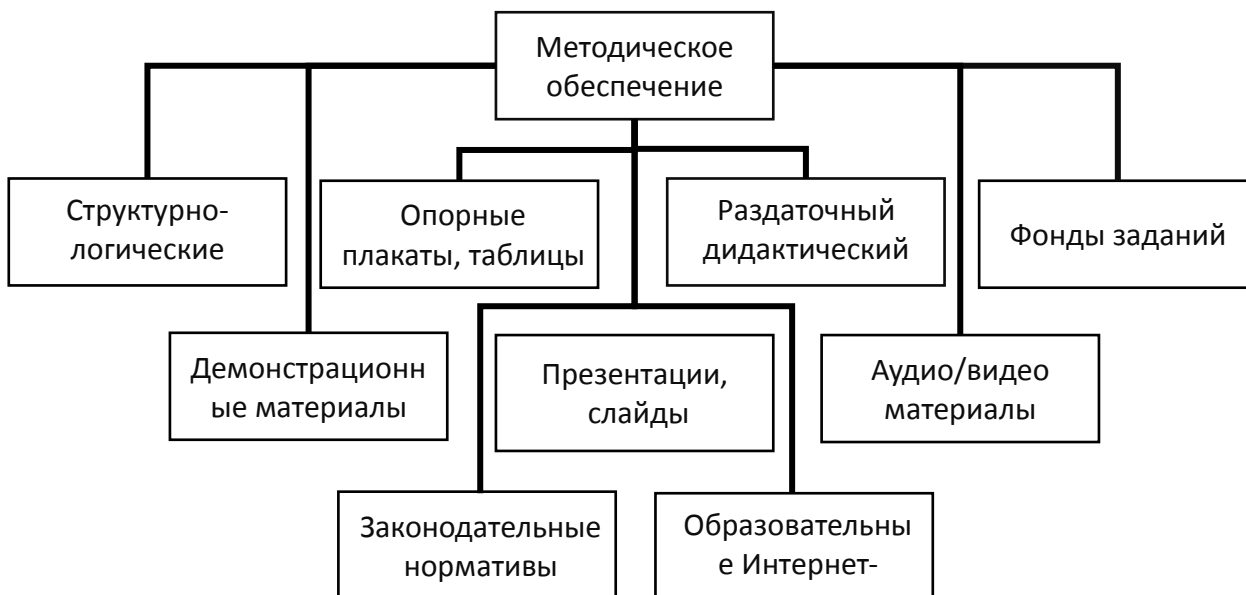 Методическое
обеспечение
Структурно-
логические
Опорные
плакаты, таблицы
Раздаточный
дидактический
Фонды заданий
Демонстрационн
ые материалы
Презентации,
слайды
Аудио/видео
материалы
Законодательные
нормативы
Образовательны
е Интернет-